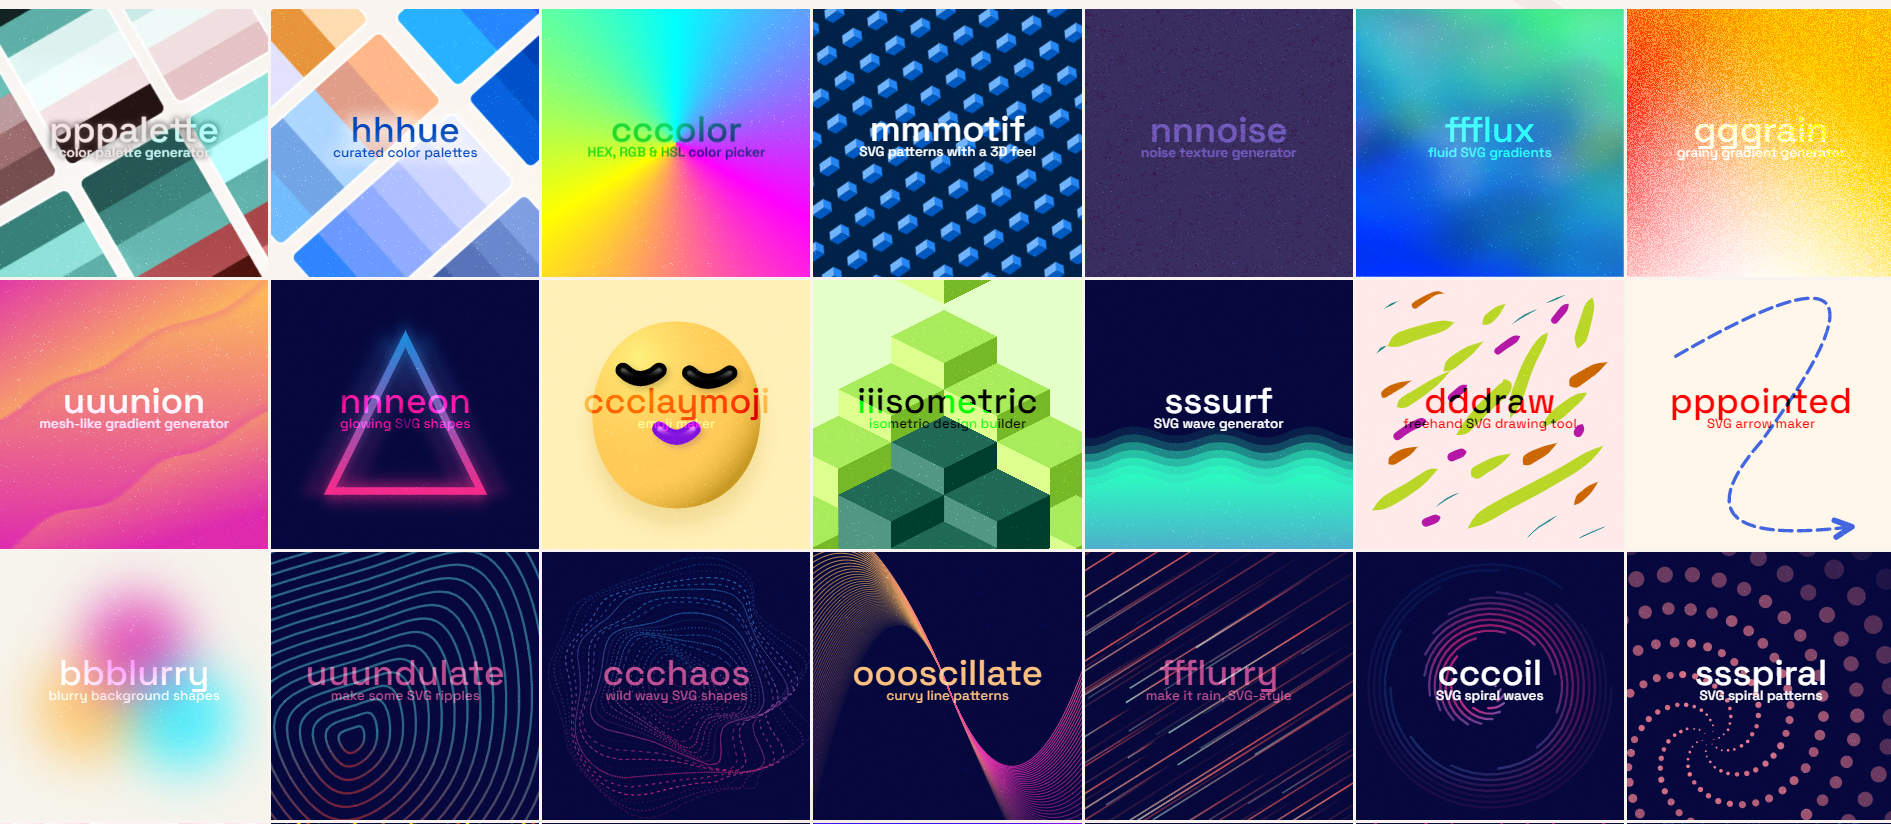 pppalette
color palette generator
hhhue
curated color palettes
cccolor
HEX, RGB & HSL color picker
mmmotif
SVG patterns with a 3D feel
nnnoise
noise texture generator
ffflux
fluid SVG gradients
gggrain
grainy gradient generator
uuunion
mesh-like gradient generator
nnneon
glowing SVG shapes
ccclaymoji
emoji maker
iiisometric
isometric design builder
sssurf
SVG wave generator
dddraw
freehand SVG drawing tool
pppointed
SVG arrow maker
bbblurry
blurry background shapes
uuundulate
make some SVG ripples
ccchaos
wild wavy SVG shapes
oooscillate
curvy line patterns
ffflurry
make it rain, SVG-style
cccoil
SVG spiral waves
ssspiral
SVG spiral patterns